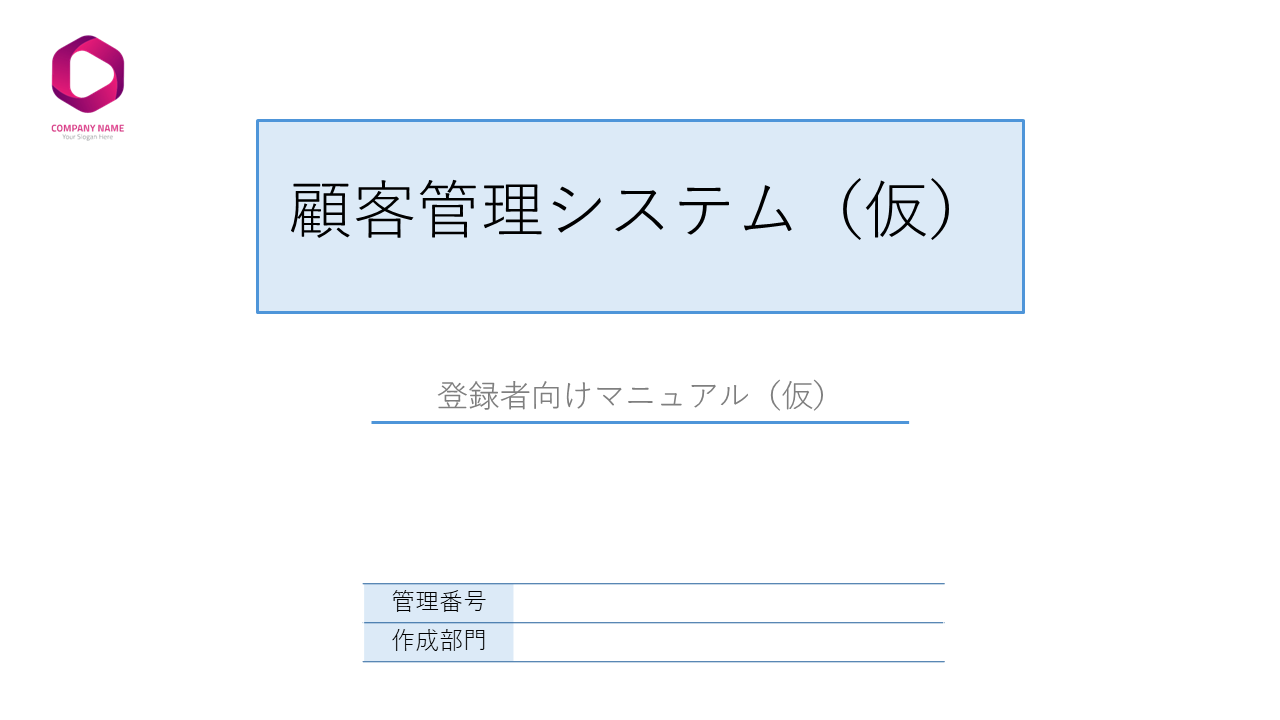 COMPANY NAME
Your Slogan Here
顧客管理システム（仮）
登録者向けマニュアル（仮）
管理番号
作成部門